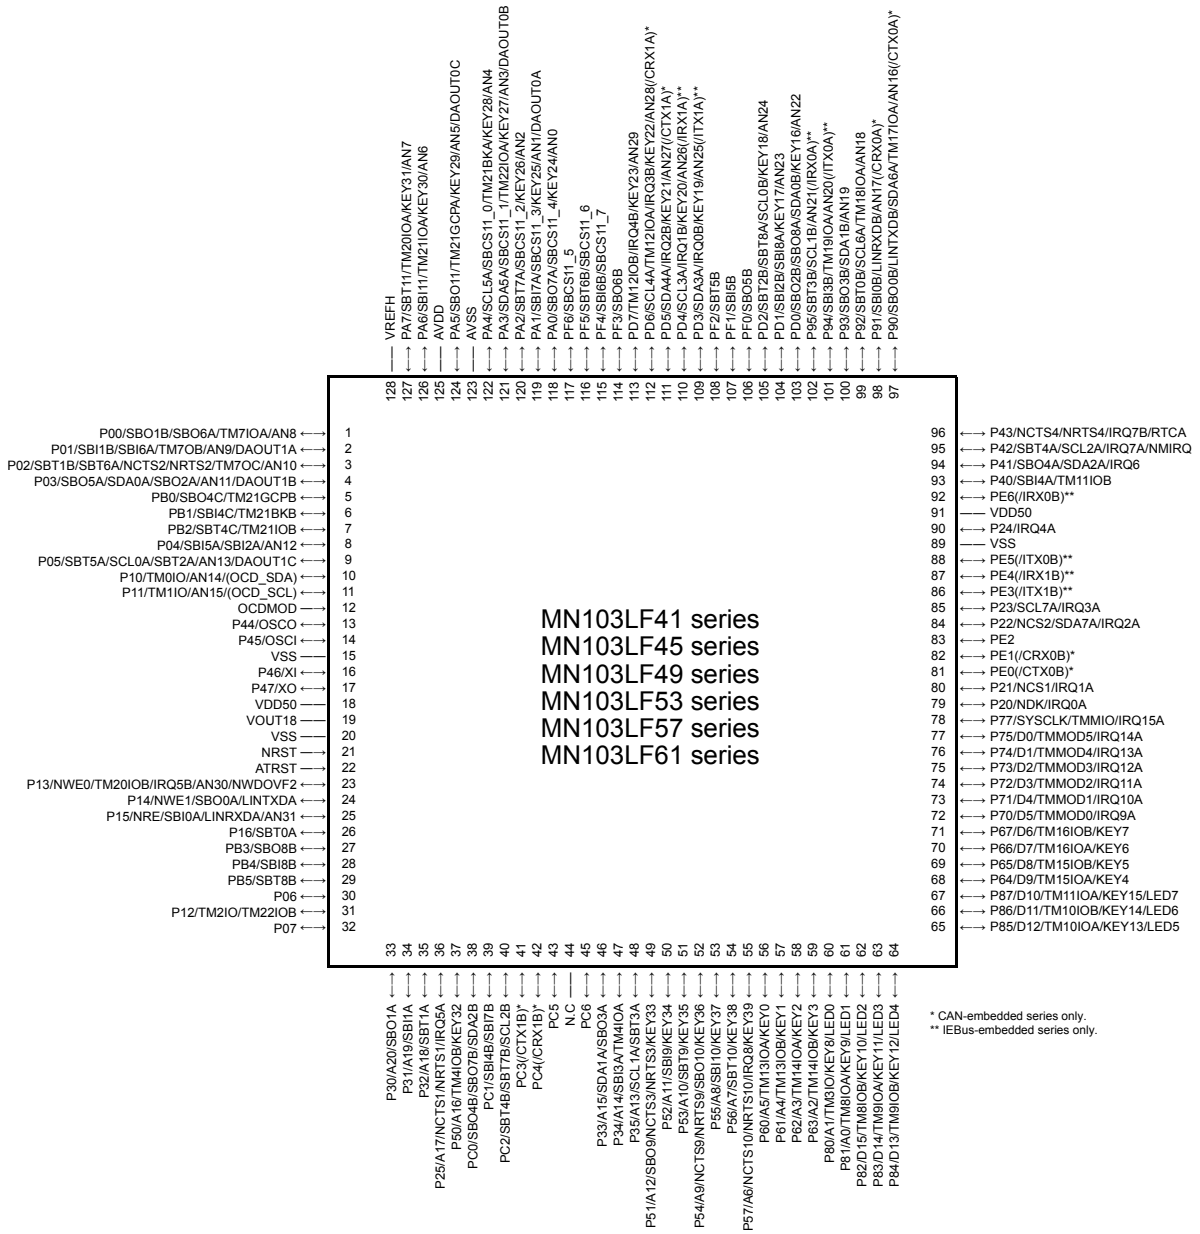 VREFH
PA7/SBT11/TM20IOA/KEY31/AN7
PA6/SBI11/TM21IOA/KEY30/AN6
AVDD
PA5/SBO11/TM21GCPA/KEY29/AN5/DAOUT0C
AVSS
PA4/SCL5A/SBCS11_0/TM21BKA/KEY28/AN4
PA3/SDA5A/SBCS11_1/TM22IOA/KEY27/AN3/DAOUT0B
PA2/SBT7A/SBCS11_2/KEY26/AN2
PA1/SBI7A/SBCS11_3/KEY25/AN1/DAOUT0A
PA0/SBO7A/SBCS11_4/KEY24/AN0
PF6/SBCS11_5
PF5/SBT6B/SBCS11_6
PF4/SBI6B/SBCS11_7
PF3/SBO6B
PD7/TM12IOB/IRQ4B/KEY23/AN29
PD6/SCL4A/TM12IOA/IRQ3B/KEY22/AN28(/CRX1A)*
PD5/SDA4A/IRQ2B/KEY21/AN27(/CTX1A)*
PD4/SCL3A/IRQ1B/KEY20/AN26(/IRX1A)**
PD3/SDA3A/IRQ0B/KEY19/AN25(/ITX1A)**
PF2/SBT5B
PF1/SBI5B
PF0/SBO5B
PD2/SBT2B/SBT8A/SCL0B/KEY18/AN24
PD1/SBI2B/SBI8A/KEY17/AN23
PD0/SBO2B/SBO8A/SDA0B/KEY16/AN22
P95/SBT3B/SCL1B/AN21(/IRX0A)**
P94/SBI3B/TM19IOA/AN20(/ITX0A)**
P93/SBO3B/SDA1B/AN19
P92/SBT0B/SCL6A/TM18IOA/AN18
P91/SBI0B/LINRXDB/AN17(/CRX0A)*
P90/SBO0B/LINTXDB/SDA6A/TM17IOA/AN16(/CTX0A)*
128 127 126 125 124 123 122 121 120 119 118 117 116 115 114 113 112 111 110 109 108 107 106 105 104 103 102 101 100 99 98 97
P00/SBO1B/SBO6A/TM7IOA/AN8 ←→ 1
P01/SBI1B/SBI6A/TM7OB/AN9/DAOUT1A ←→ 2
P02/SBT1B/SBT6A/NCTS2/NRTS2/TM7OC/AN10 ←→ 3
P03/SBO5A/SDA0A/SBO2A/AN11/DAOUT1B ←→ 4
PB0/SBO4C/TM21GCPB ←→ 5
PB1/SBI4C/TM21BKB ←→ 6
PB2/SBT4C/TM21IOB ←→ 7
P04/SBI5A/SBI2A/AN12 ←→ 8
P05/SBT5A/SCL0A/SBT2A/AN13/DAOUT1C ←→ 9
P10/TM0IO/AN14/(OCD_SDA) ←→ 10
P11/TM1IO/AN15/(OCD_SCL) ←→ 11
OCDMOD —→ 12
P44/OSCO ←→ 13
P45/OSCI ←→ 14
VSS —— 15
P46/XI ←→ 16
P47/XO ←→ 17
VDD50 —— 18
VOUT18 —— 19
VSS —— 20
NRST —→ 21
ATRST —→ 22
P13/NWE0/TM20IOB/IRQ5B/AN30/NWDOVF2 ←→ 23
P14/NWE1/SBO0A/LINTXDA ←→ 24
P15/NRE/SBI0A/LINRXDA/AN31 ←→ 25
P16/SBT0A ←→ 26
PB3/SBO8B ←→ 27
PB4/SBI8B ←→ 28
PB5/SBT8B ←→ 29
P06 ←→ 30
P12/TM2IO/TM22IOB ←→ 31
P07 ←→ 32
MN103LF41 series
MN103LF45 series
MN103LF49 series
MN103LF53 series
MN103LF57 series
MN103LF61 series
96 ←→ P43/NCTS4/NRTS4/IRQ7B/RTCA
95 ←→ P42/SBT4A/SCL2A/IRQ7A/NMIRQ
94 ←→ P41/SBO4A/SDA2A/IRQ6
93 ←→ P40/SBI4A/TM11IOB
92 ←→ PE6(/IRX0B)**
91 —— VDD50
90 ←→ P24/IRQ4A
89 —— VSS
88 ←→ PE5(/ITX0B)**
87 ←→ PE4(/IRX1B)**
86 ←→ PE3(/ITX1B)**
85 ←→ P23/SCL7A/IRQ3A
84 ←→ P22/NCS2/SDA7A/IRQ2A
83 ←→ PE2
82 ←→ PE1(/CRX0B)*
81 ←→ PE0(/CTX0B)*
80 ←→ P21/NCS1/IRQ1A
79 ←→ P20/NDK/IRQ0A
78 ←→ P77/SYSCLK/TMMIO/IRQ15A
77 ←→ P75/D0/TMMOD5/IRQ14A
76 ←→ P74/D1/TMMOD4/IRQ13A
75 ←→ P73/D2/TMMOD3/IRQ12A
74 ←→ P72/D3/TMMOD2/IRQ11A
73 ←→ P71/D4/TMMOD1/IRQ10A
72 ←→ P70/D5/TMMOD0/IRQ9A
71 ←→ P67/D6/TM16IOB/KEY7
70 ←→ P66/D7/TM16IOA/KEY6
69 ←→ P65/D8/TM15IOB/KEY5
68 ←→ P64/D9/TM15IOA/KEY4
67 ←→ P87/D10/TM11IOA/KEY15/LED7
66 ←→ P86/D11/TM10IOB/KEY14/LED6
65 ←→ P85/D12/TM10IOA/KEY13/LED5
33 34 35 36 37 38 39 40 41 42 43 44 45 46 47 48 49 50 51 52 53 54 55 56 57 58 59 60 61 62 63 64
P30/A20/SBO1A
P31/A19/SBI1A
P32/A18/SBT1A
P25/A17/NCTS1/NRTS1/IRQ5A
P50/A16/TM4IOB/KEY32
PC0/SBO4B/SBO7B/SDA2B
PC1/SBI4B/SBI7B
PC2/SBT4B/SBT7B/SCL2B
PC3(/CTX1B)*
PC4(/CRX1B)*
PC5
N.C
PC6
P33/A15/SDA1A/SBO3A
P34/A14/SBI3A/TM4IOA
P35/A13/SCL1A/SBT3A
P51/A12/SBO9/NCTS3/NRTS3/KEY33
P52/A11/SBI9/KEY34
P53/A10/SBT9/KEY35
P54/A9/NCTS9/NRTS9/SBO10/KEY36
P55/A8/SBI10/KEY37
P56/A7/SBT10/KEY38
P57/A6/NCTS10/NRTS10/IRQ8/KEY39
P60/A5/TM13IOA/KEY0
P61/A4/TM13IOB/KEY1
P62/A3/TM14IOA/KEY2
P63/A2/TM14IOB/KEY3
P80/A1/TM3IO/KEY8/LED0
P81/A0/TM8IOA/KEY9/LED1
P82/D15/TM8IOB/KEY10/LED2
P83/D14/TM9IOA/KEY11/LED3
P84/D13/TM9IOB/KEY12/LED4
* CAN-embedded series only.
** IEBus-embedded series only.